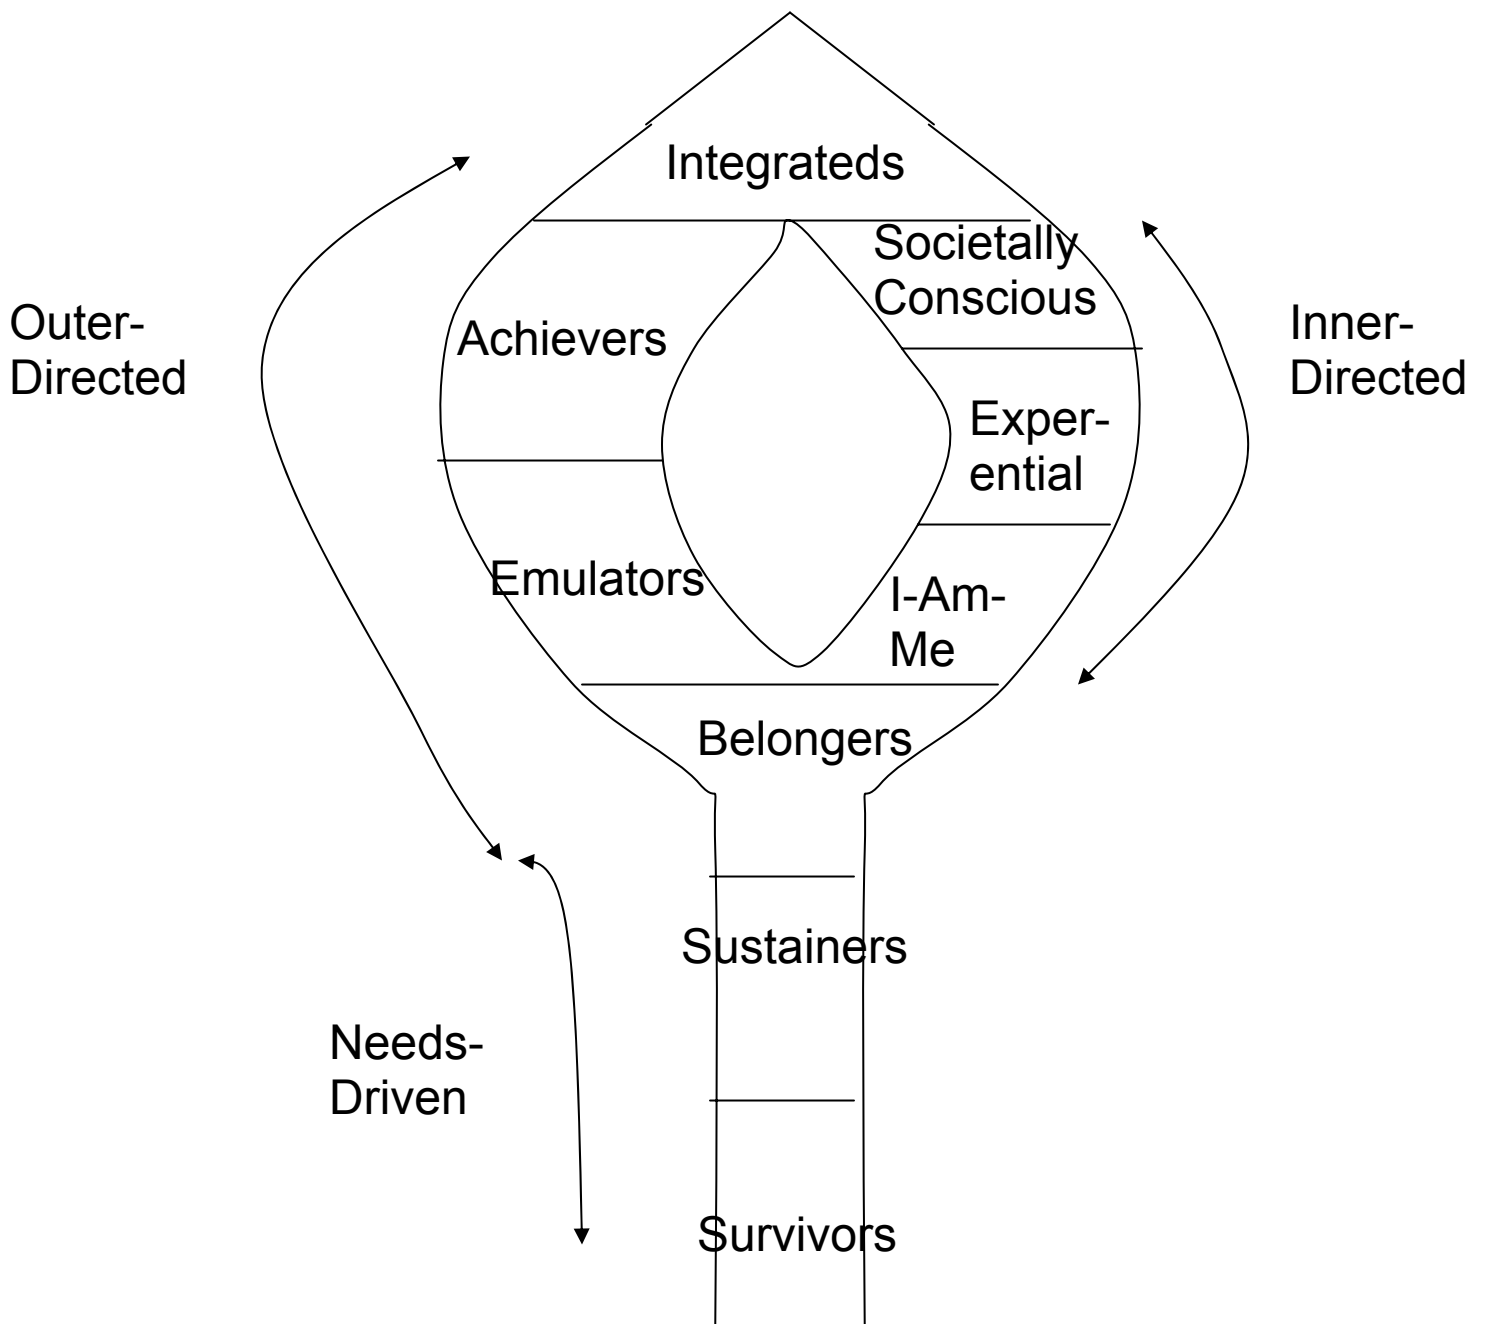 Integrateds
Societally
Conscious
Outer-
Directed
Achievers
Inner-
Directed
Exper-
ential
Emulators
I-Am-
Me
Belongers
Sustainers
Needs-
Driven
Survivors